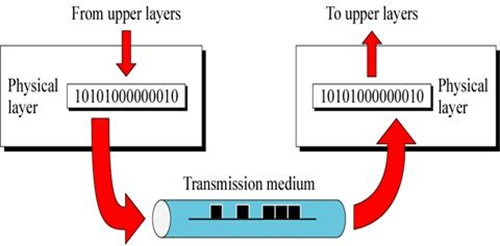 From upper layers
To upper layers
Physical
layer
10101000000010
10101000000010
Physical
layer
Transmission medium